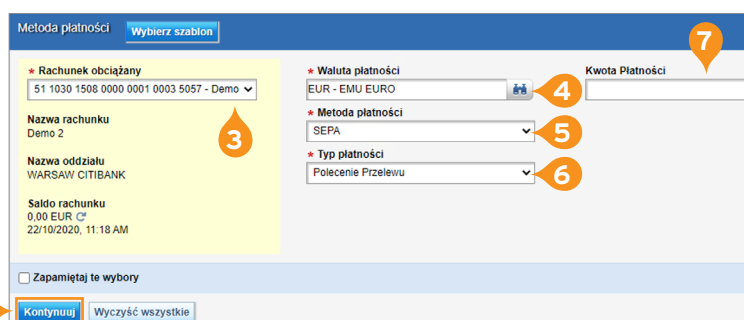 Metoda płatności
Wybierz szablon
7
* Rachunek obciążany
51 1030 1508 0000 0001 0003 5057 - Demo
3
Nazwa rachunku
Demo 2
Nazwa oddziału
WARSAW CITIBANK
Saldo rachunku
0,00 EUR
22/10/2020, 11:18 AM
* Waluta płatności
EUR - EMU EURO
4
* Metoda płatności
SEPA
5
* Typ płatności
Polecenie Przelewu
6
Kwota Płatności
Zapamiętaj te wybory
Kontynuuj
Wyczyść wszystkie